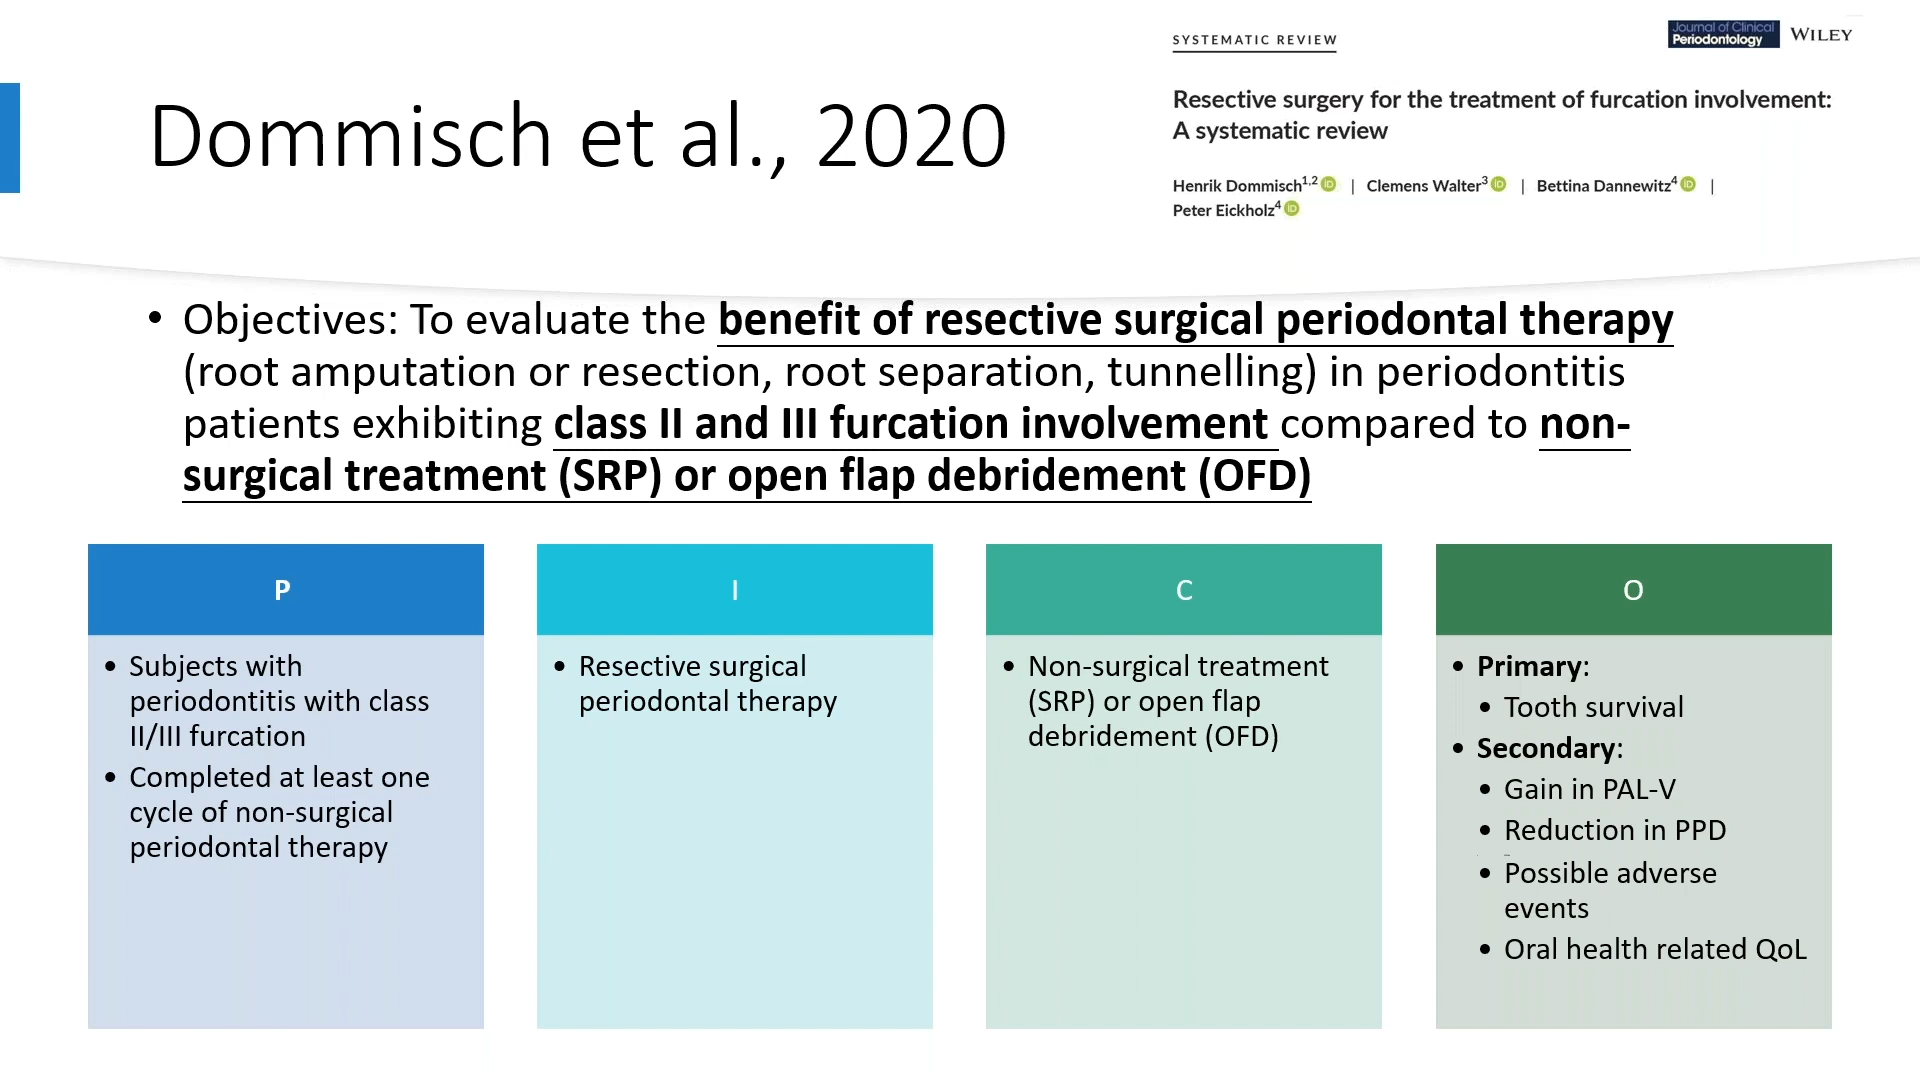 SYSTEMATIC REVIEW
Journal of Clinical
Periodontology
WILEY
Dommisch et al., 2020
Resective surgery for the treatment of furcation involvement:
A systematic review
Henrik Dommisch1,2 iD | Clemens Walter3 iD | Bettina Dannewitz4 iD |
Peter Eickholz4 iD
• Objectives: To evaluate the benefit of resective surgical periodontal therapy
(root amputation or resection, root separation, tunnelling) in periodontitis
patients exhibiting class II and III furcation involvement compared to non-
surgical treatment (SRP) or open flap debridement (OFD)
P
• Subjects with
periodontitis with class
II/III furcation
• Completed at least one
cycle of non-surgical
periodontal therapy
I
• Resective surgical
periodontal therapy
C
• Non-surgical treatment
(SRP) or open flap
debridement (OFD)
O
• Primary:
• Tooth survival
• Secondary:
• Gain in PAL-V
• Reduction in PPD
• Possible adverse
events
• Oral health related QoL